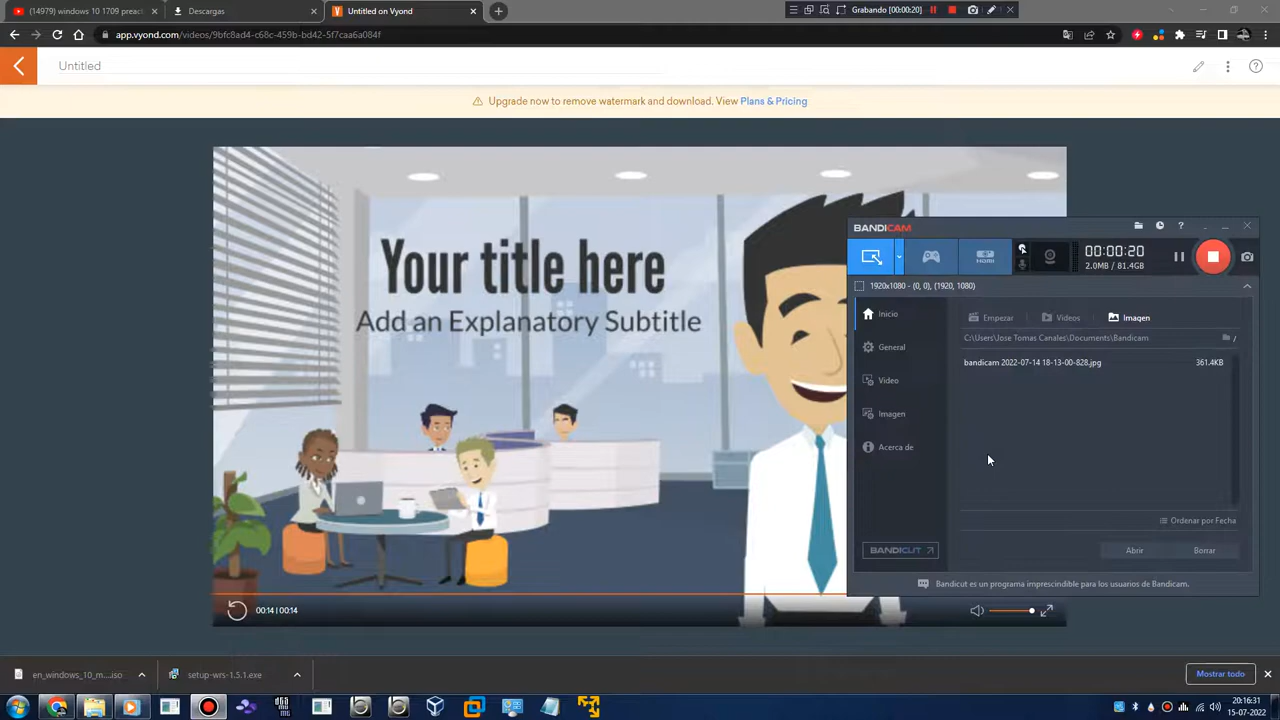 (14979) windows 10 1709 preact
Descargas
Untitled on Vyond
Grabando [00:00:20]
app.vyond.com/videos/9bfc8ad4-c68c-459b-bd42-5f7caa6a084f
Untitled
Upgrade now to remove watermark and download. View Plans & Pricing
Your title here
Add an Explanatory Subtitle
BANDICAM
HDMI
00:00:20
2.0MB / 81.4GB
1920x1080 - (0, 0), (1920, 1080)
Inicio
General
Video
Imagen
Acerca de
BANDICUT
Empezar
Videos
Imagen
C:\Users\Jose Tomas Canales\Documents\Bandicam
bandicam 2022-07-14 18-13-00-828.jpg
361.4KB
Ordenar por Fecha
Abrir
Borrar
Bandicut es un programa imprescindible para los usuarios de Bandicam.
00:14 | 00:14
en_windows_10_m....iso
setup-wrs-1.5.1.exe
Mostrar todo
20:16:31
15-07-2022